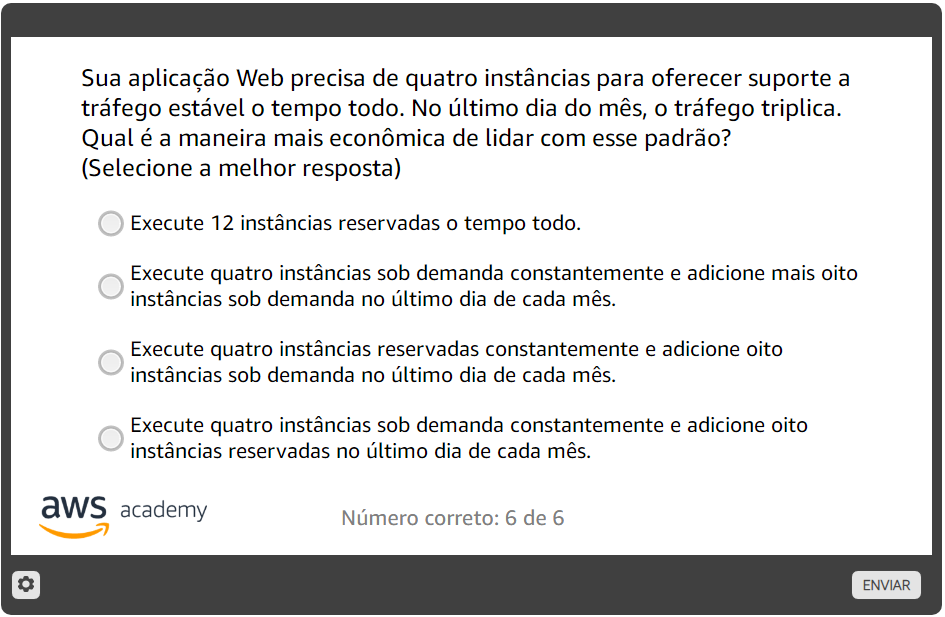 Sua aplicação Web precisa de quatro instâncias para oferecer suporte a
tráfego estável o tempo todo. No último dia do mês, o tráfego triplica.
Qual é a maneira mais econômica de lidar com esse padrão?
(Selecione a melhor resposta)
Execute 12 instâncias reservadas o tempo todo.
Execute quatro instâncias sob demanda constantemente e adicione mais oito
instâncias sob demanda no último dia de cada mês.
Execute quatro instâncias reservadas constantemente e adicione oito
instâncias sob demanda no último dia de cada mês.
Execute quatro instâncias sob demanda constantemente e adicione oito
instâncias reservadas no último dia de cada mês.
aws academy
Número correto: 6 de 6
ENVIAR